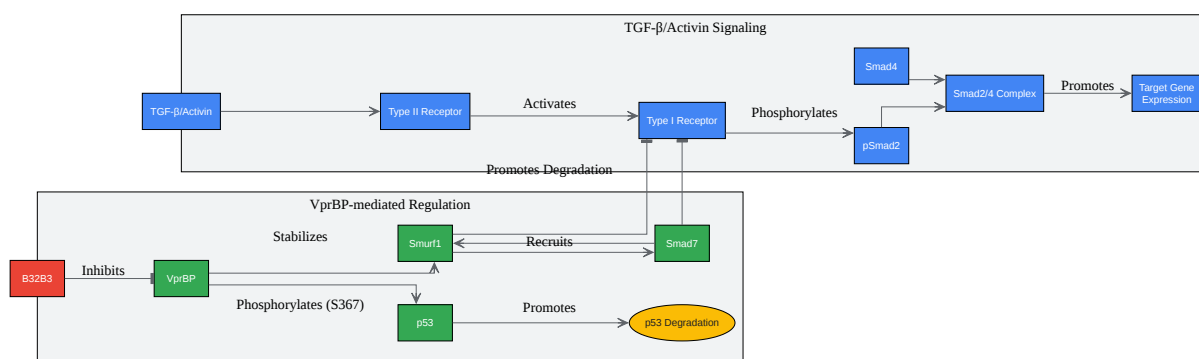 TGF-β/Activin Signaling
Smad4
TGF-β/Activin
Type II Receptor
Activates
Type I Receptor
Phosphorylates
Smad2/4 Complex
Promotes
Target Gene
Expression
pSmad2
Promotes Degradation
VprBP-mediated Regulation
Stabilizes
Smurf1
Recruits
Smad7
B32B3
Inhibits
VprBP
Phosphorylates (S367)
p53
Promotes
p53 Degradation